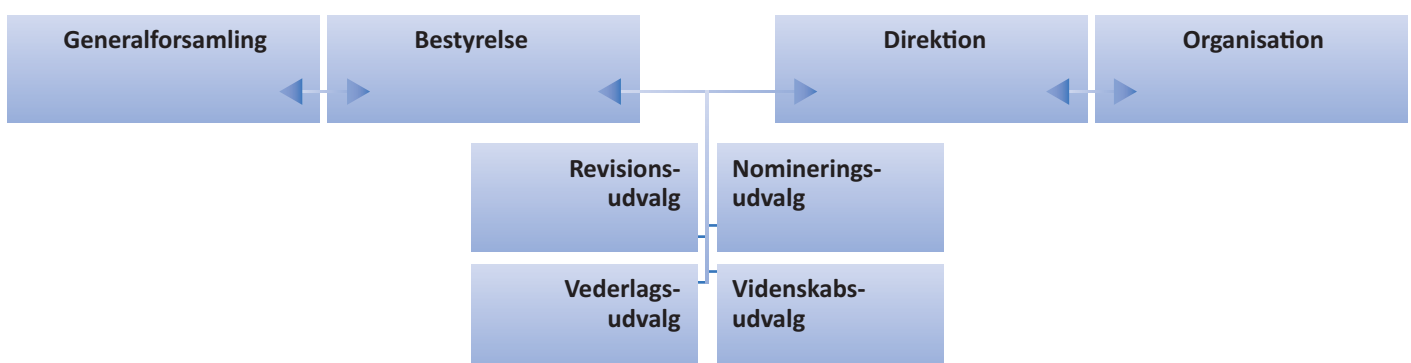 Generalforsamling
Bestyrelse
Direktion
Organisation
Revisions-
udvalg
Nominerings-
udvalg
Vederlags-
udvalg
Videnskabs-
udvalg